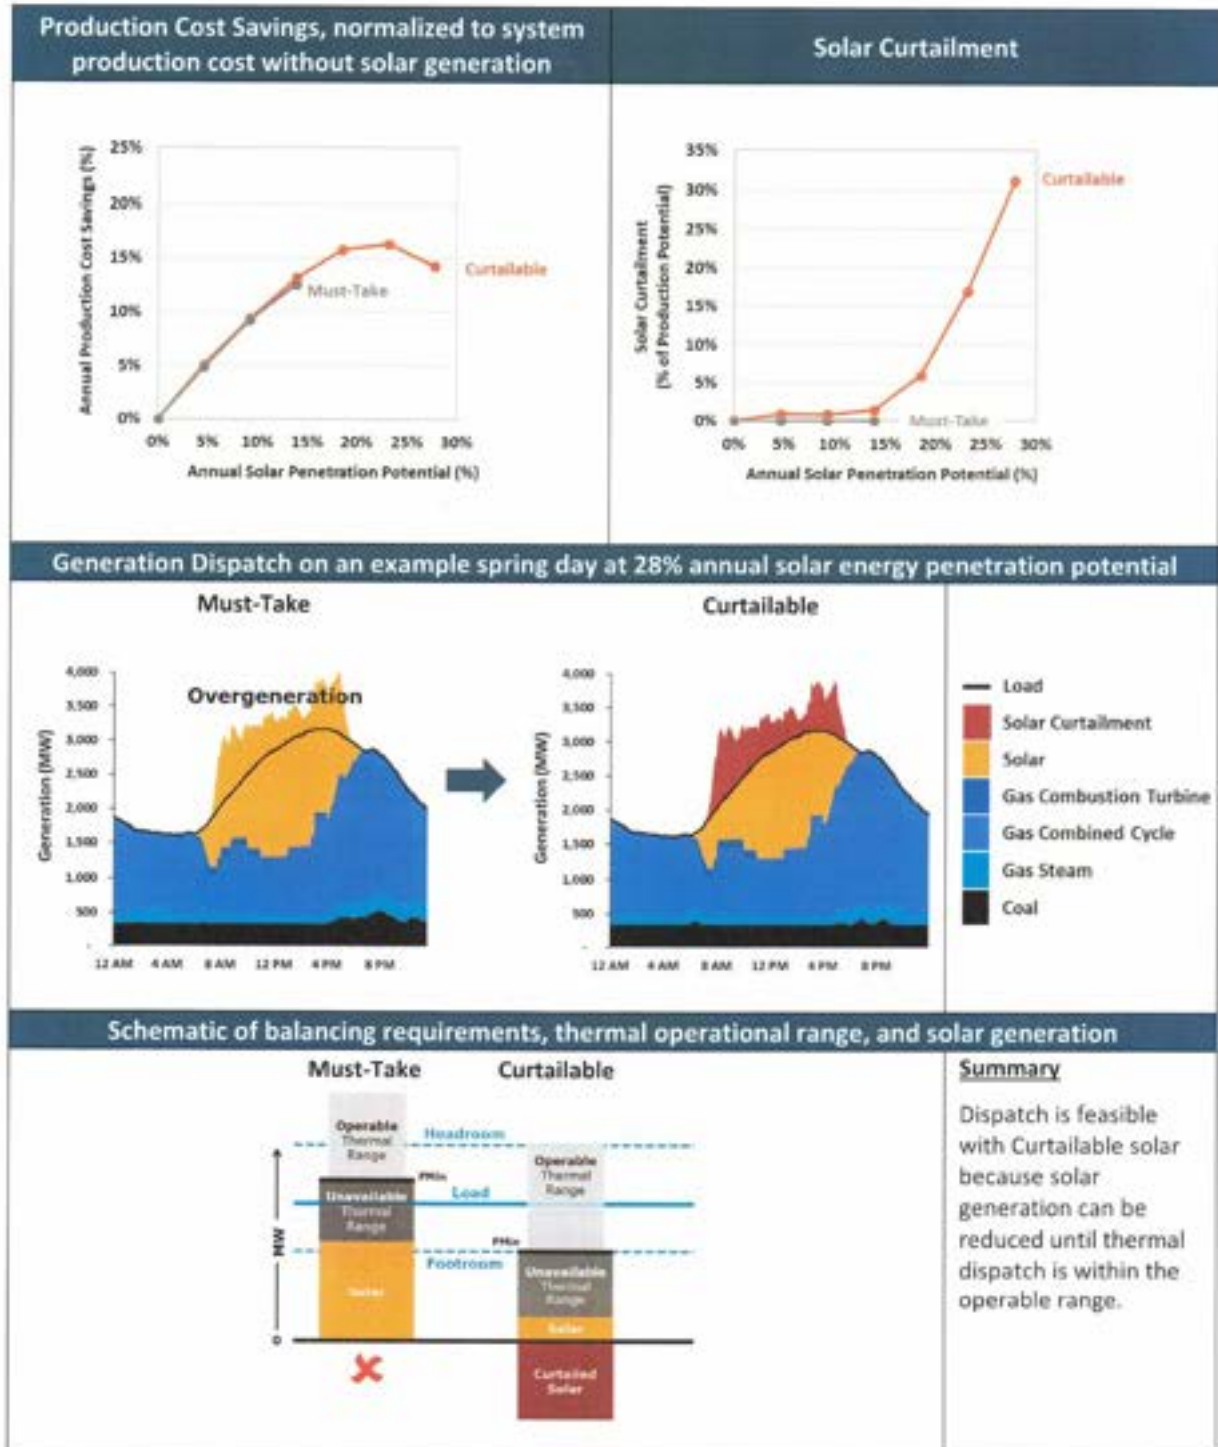 Production Cost Savings, normalized to system
production cost without solar generation
Solar Curtailment
Annual Production Cost Savings (%)
25%
20%
15%
10%
5%
0%
Curtailable
Must-Take
0% 5% 10% 15% 20% 25% 30%
Annual Solar Penetration Potential (%)
Solar Curtailment
(% of Production Potential)
35%
30%
25%
20%
15%
10%
5%
0%
Curtailable
Must-Take
0% 5% 10% 15% 20% 25% 30%
Annual Solar Penetration Potential (%)
Generation Dispatch on an example spring day at 28% annual solar energy penetration potential
Must-Take
Generation (MW)
4,000
3,500
3,000
2,500
2,000
1,500
1,000
500
-
Overgeneration
12 AM 4 AM 8 AM 12 PM 4 PM 8 PM
Curtailable
Generation (MW)
4,000
3,500
3,000
2,500
2,000
1,500
1,000
500
-
12 AM 4 AM 8 AM 12 PM 4 PM 8 PM
Load
Solar Curtailment
Solar
Gas Combustion Turbine
Gas Combined Cycle
Gas Steam
Coal
Schematic of balancing requirements, thermal operational range, and solar generation
Must-Take
Curtailable
MW
0
Operable
Thermal
Range
PMin
Unavailable
Thermal
Range
Solar
Headroom
Load
Footroom
Operable
Thermal
Range
PMin
Unavailable
Thermal
Range
Solar
Curtailed
Solar
Summary
Dispatch is feasible
with Curtailable solar
because solar
generation can be
reduced until thermal
dispatch is within the
operable range.